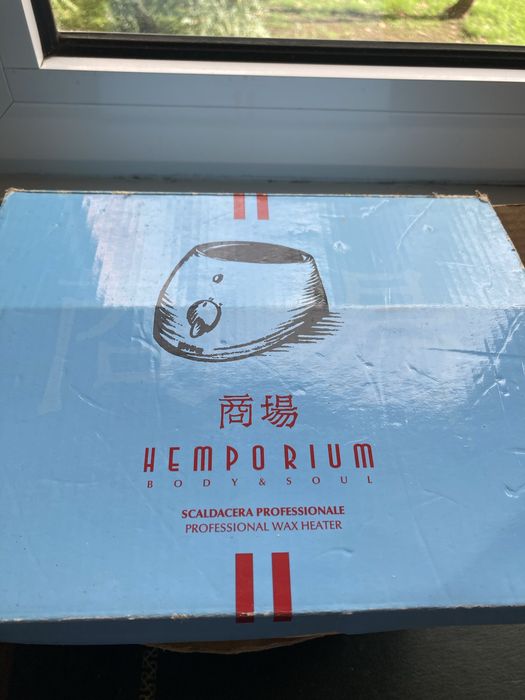 商場
HEMPORIUM
BODY & SOUL
SCALDACERA PROFESSIONALE
PROFESSIONAL WAX HEATER